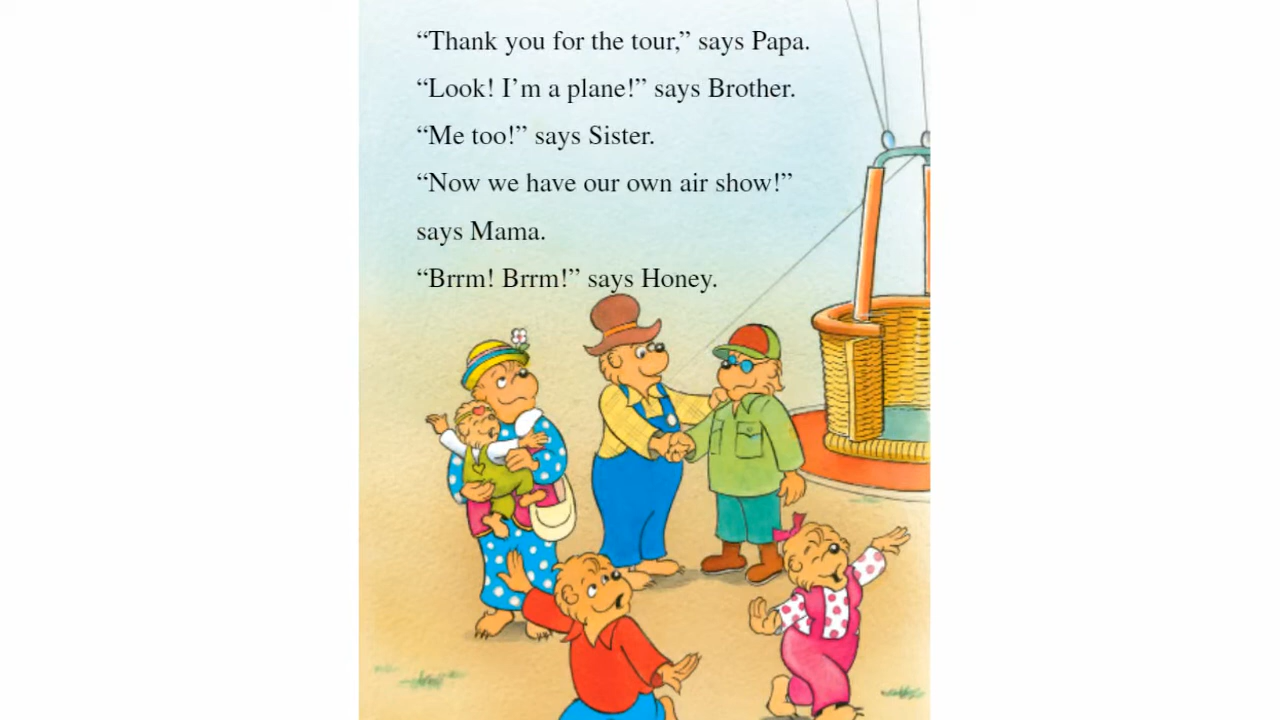 “Thank you for the tour,” says Papa.
“Look! I’m a plane!” says Brother.
“Me too!” says Sister.
“Now we have our own air show!”
says Mama.
“Brrm! Brrm!” says Honey.